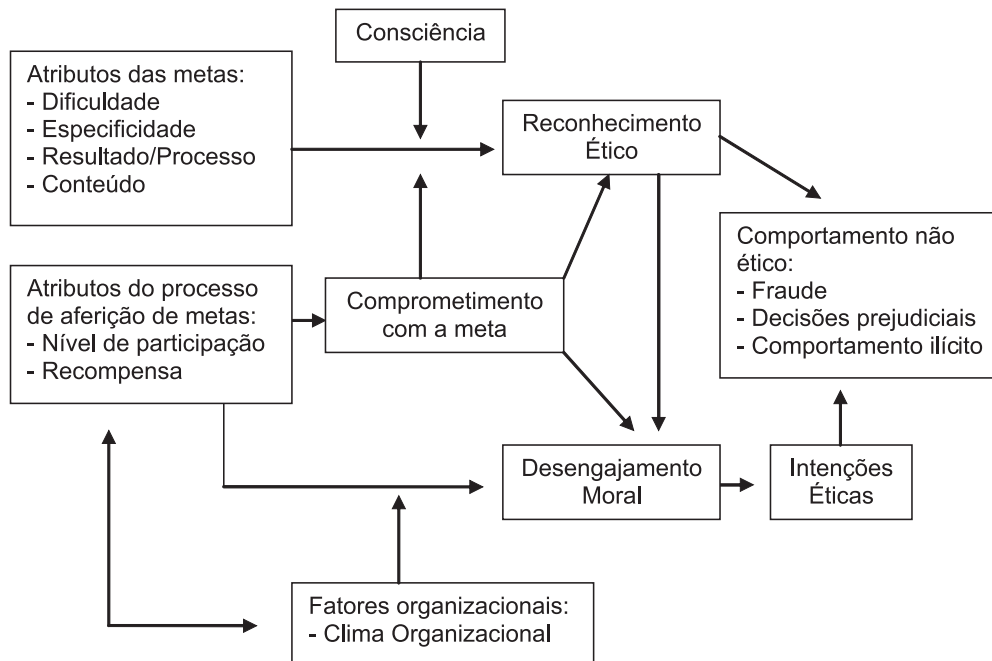 Consciência
Atributos das metas:
- Dificuldade
- Especificidade
- Resultado/Processo
- Conteúdo
Reconhecimento
Ético
Comportamento não
ético:
- Fraude
- Decisões prejudiciais
- Comportamento ilícito
Atributos do processo
de aferição de metas:
- Nível de participação
- Recompensa
Comprometimento
com a meta
Desengajamento
Moral
Intenções
Éticas
Fatores organizacionais:
- Clima Organizacional